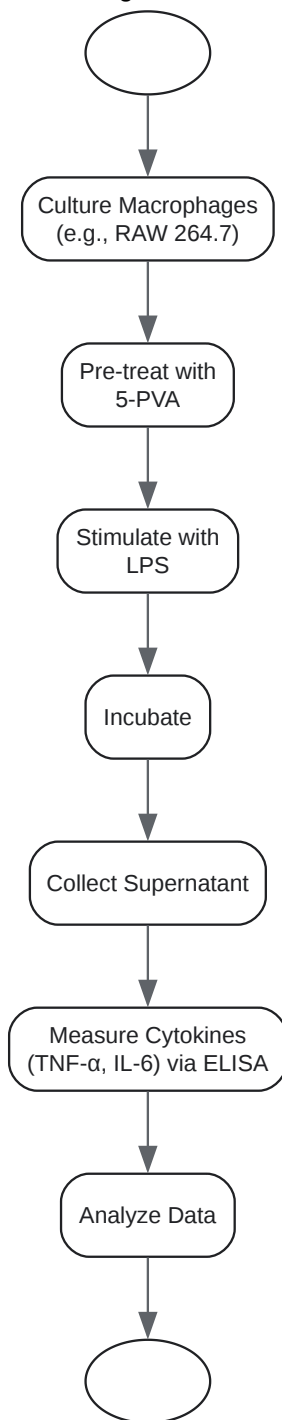 Culture Macrophages
(e.g., RAW 264.7)
Pre-treat with
5-PVA
Stimulate with
LPS
Incubate
Collect Supernatant
Measure Cytokines
(TNF-α, IL-6) via ELISA
Analyze Data